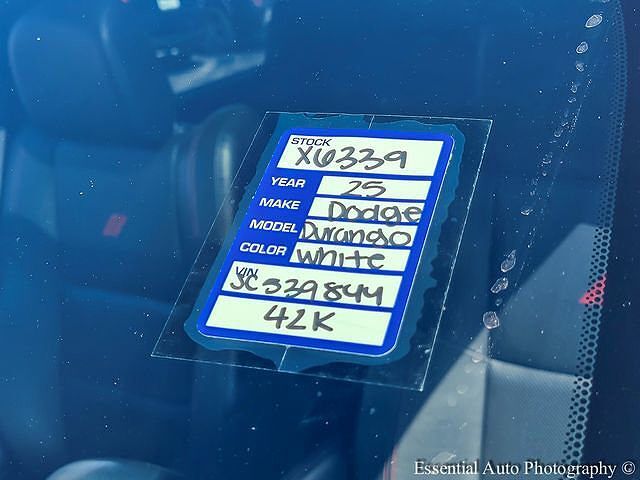 STOCK
X6339
YEAR 25
MAKE Dodge
MODEL Durango
COLOR White
VIN
SC539844
42K
Essential Auto Photography ©